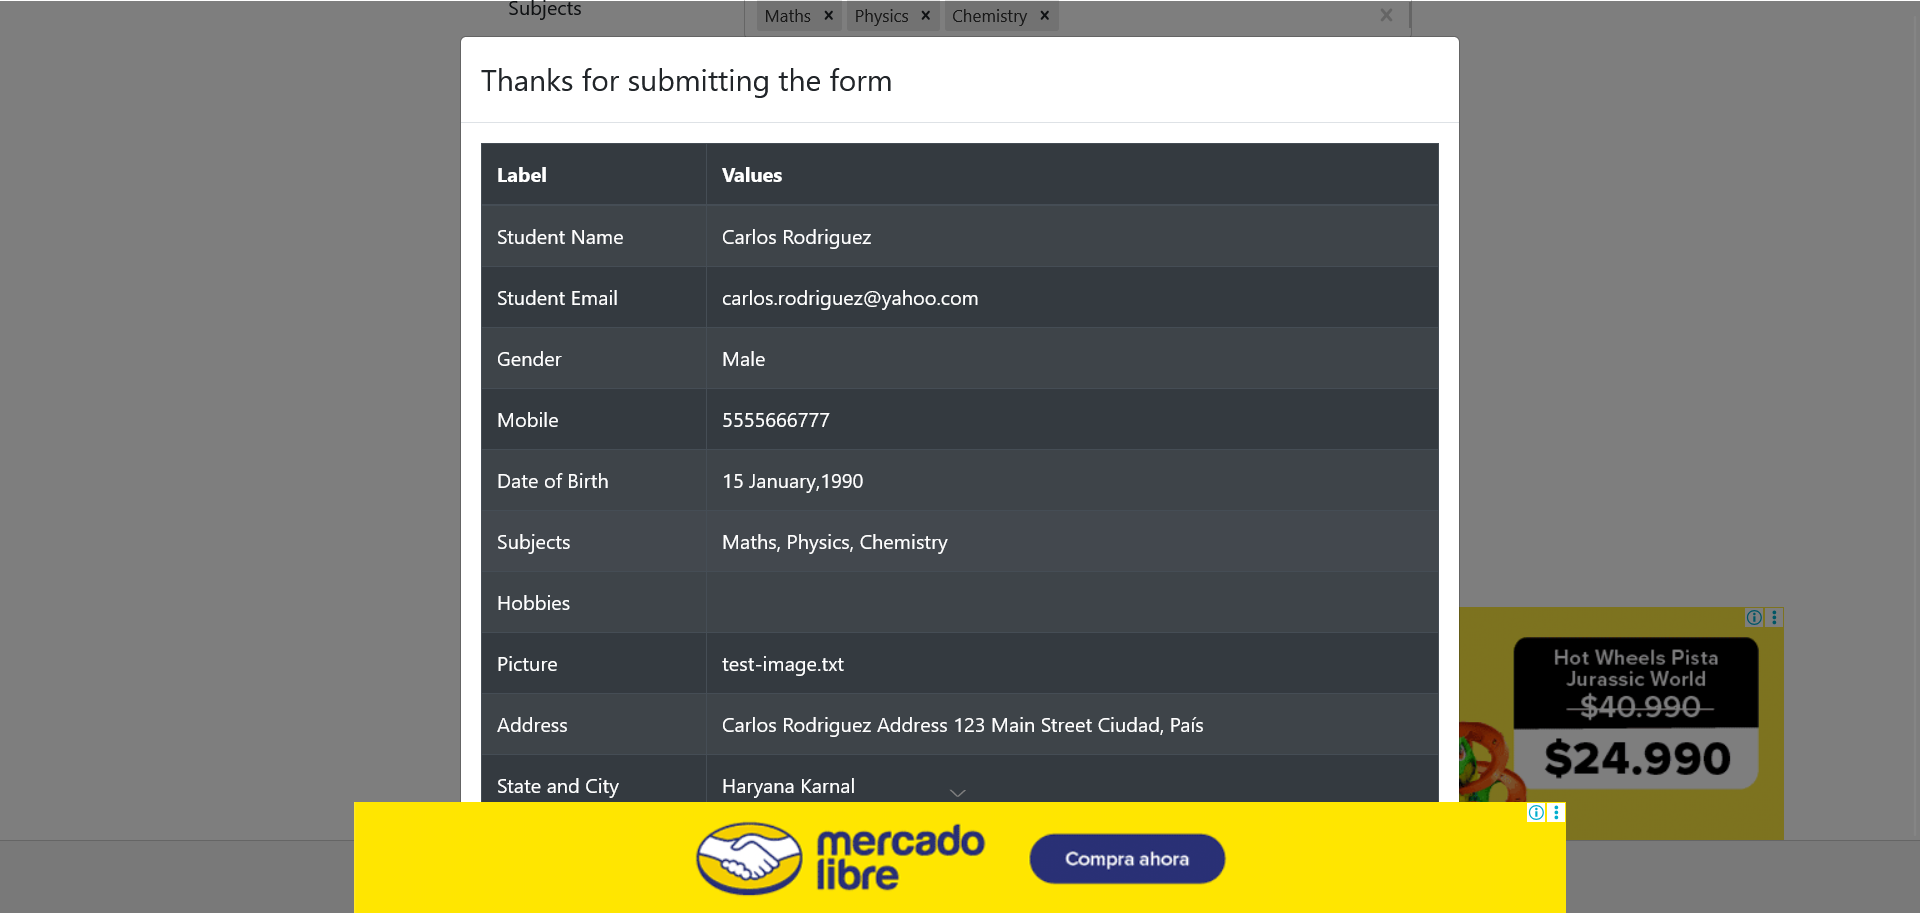 Subjects
Maths × Physics × Chemistry × ×
Thanks for submitting the form
Label Values
Student Name Carlos Rodriguez
Student Email carlos.rodriguez@yahoo.com
Gender Male
Mobile 5555666777
Date of Birth 15 January,1990
Subjects Maths, Physics, Chemistry
Hobbies
Picture test-image.txt
Address Carlos Rodriguez Address 123 Main Street Ciudad, País
State and City Haryana Karnal
Hot Wheels Pista
Jurassic World
$40.990
$24.990
mercado
libre
Compra ahora